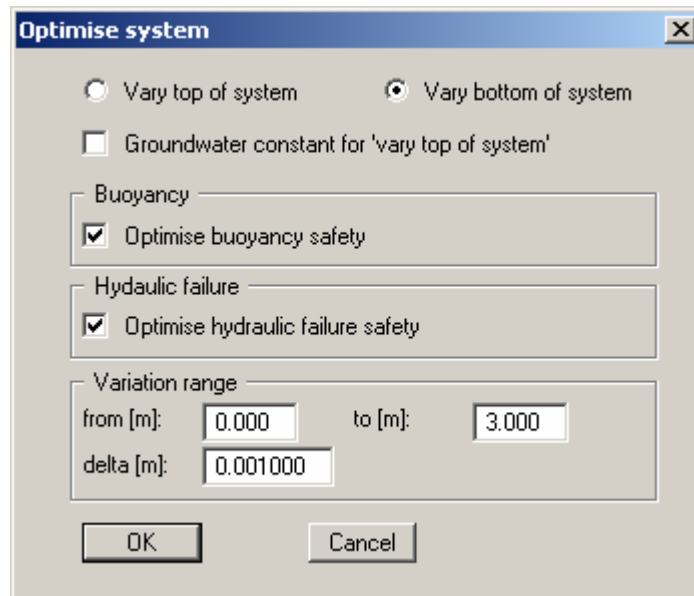 Optimise system
Vary top of system Vary bottom of system
Groundwater constant for 'vary top of system'
Buoyancy
Optimise buoyancy safety
Hydaulic failure
Optimise hydraulic failure safety
Variation range
from [m]: 0.000 to [m]: 3.000
delta [m]: 0.001000
OK Cancel